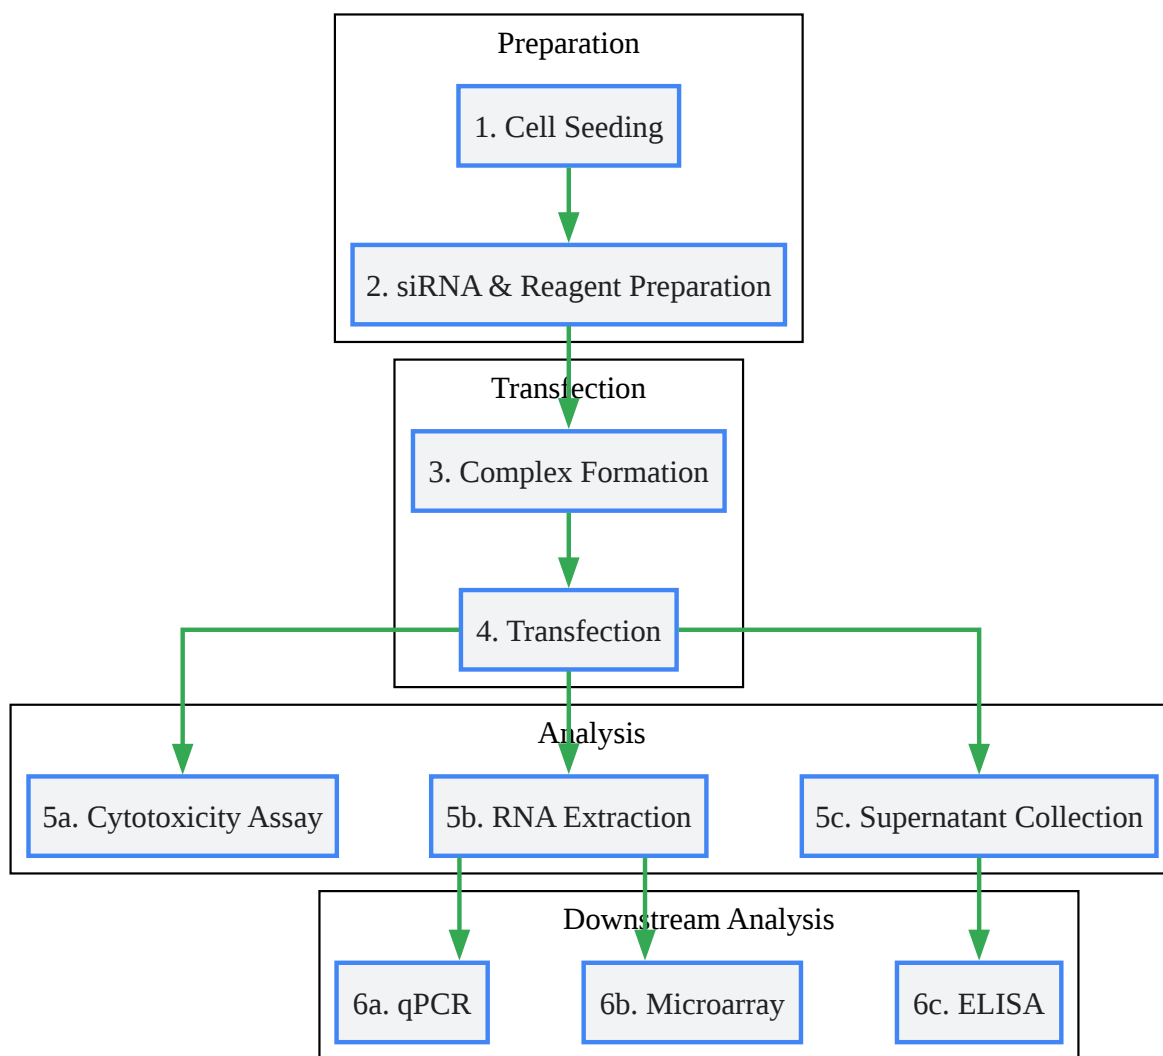 Preparation
1. Cell Seeding
2. siRNA & Reagent Preparation
Transfection
3. Complex Formation
4. Transfection
Analysis
5a. Cytotoxicity Assay
5b. RNA Extraction
5c. Supernatant Collection
Downstream Analysis
6a. qPCR
6b. Microarray
6c. ELISA